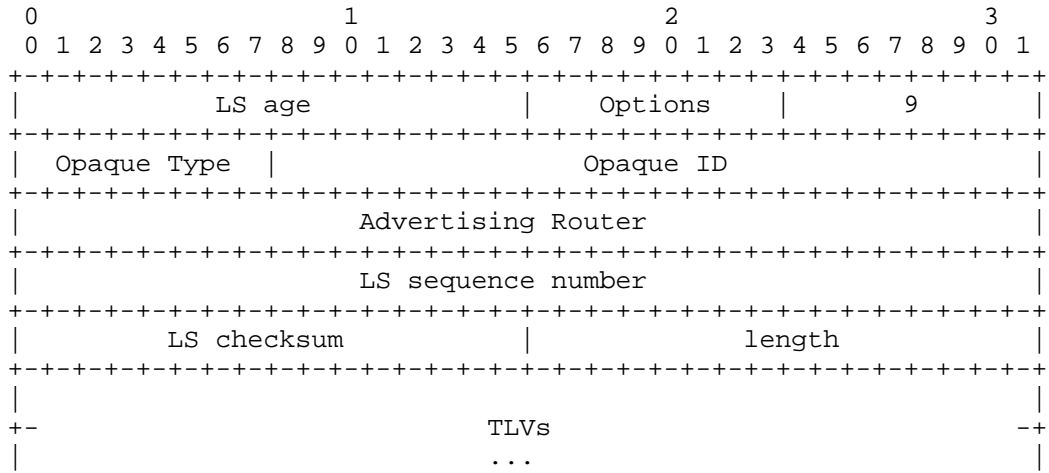 0                   1                   2                   3
 0 1 2 3 4 5 6 7 8 9 0 1 2 3 4 5 6 7 8 9 0 1 2 3 4 5 6 7 8 9 0 1
+-+-+-+-+-+-+-+-+-+-+-+-+-+-+-+-+-+-+-+-+-+-+-+-+-+-+-+-+-+-+-+-+
|            LS age             |    Options    |       9       |
+-+-+-+-+-+-+-+-+-+-+-+-+-+-+-+-+-+-+-+-+-+-+-+-+-+-+-+-+-+-+-+-+
|  Opaque Type  |                   Opaque ID                   |
+-+-+-+-+-+-+-+-+-+-+-+-+-+-+-+-+-+-+-+-+-+-+-+-+-+-+-+-+-+-+-+-+
|                     Advertising Router                        |
+-+-+-+-+-+-+-+-+-+-+-+-+-+-+-+-+-+-+-+-+-+-+-+-+-+-+-+-+-+-+-+-+
|                     LS sequence number                        |
+-+-+-+-+-+-+-+-+-+-+-+-+-+-+-+-+-+-+-+-+-+-+-+-+-+-+-+-+-+-+-+-+
|         LS checksum           |             length            |
+-+-+-+-+-+-+-+-+-+-+-+-+-+-+-+-+-+-+-+-+-+-+-+-+-+-+-+-+-+-+-+-+
|                                                               |
+-                            TLVs                             -+
|                             ...                               |